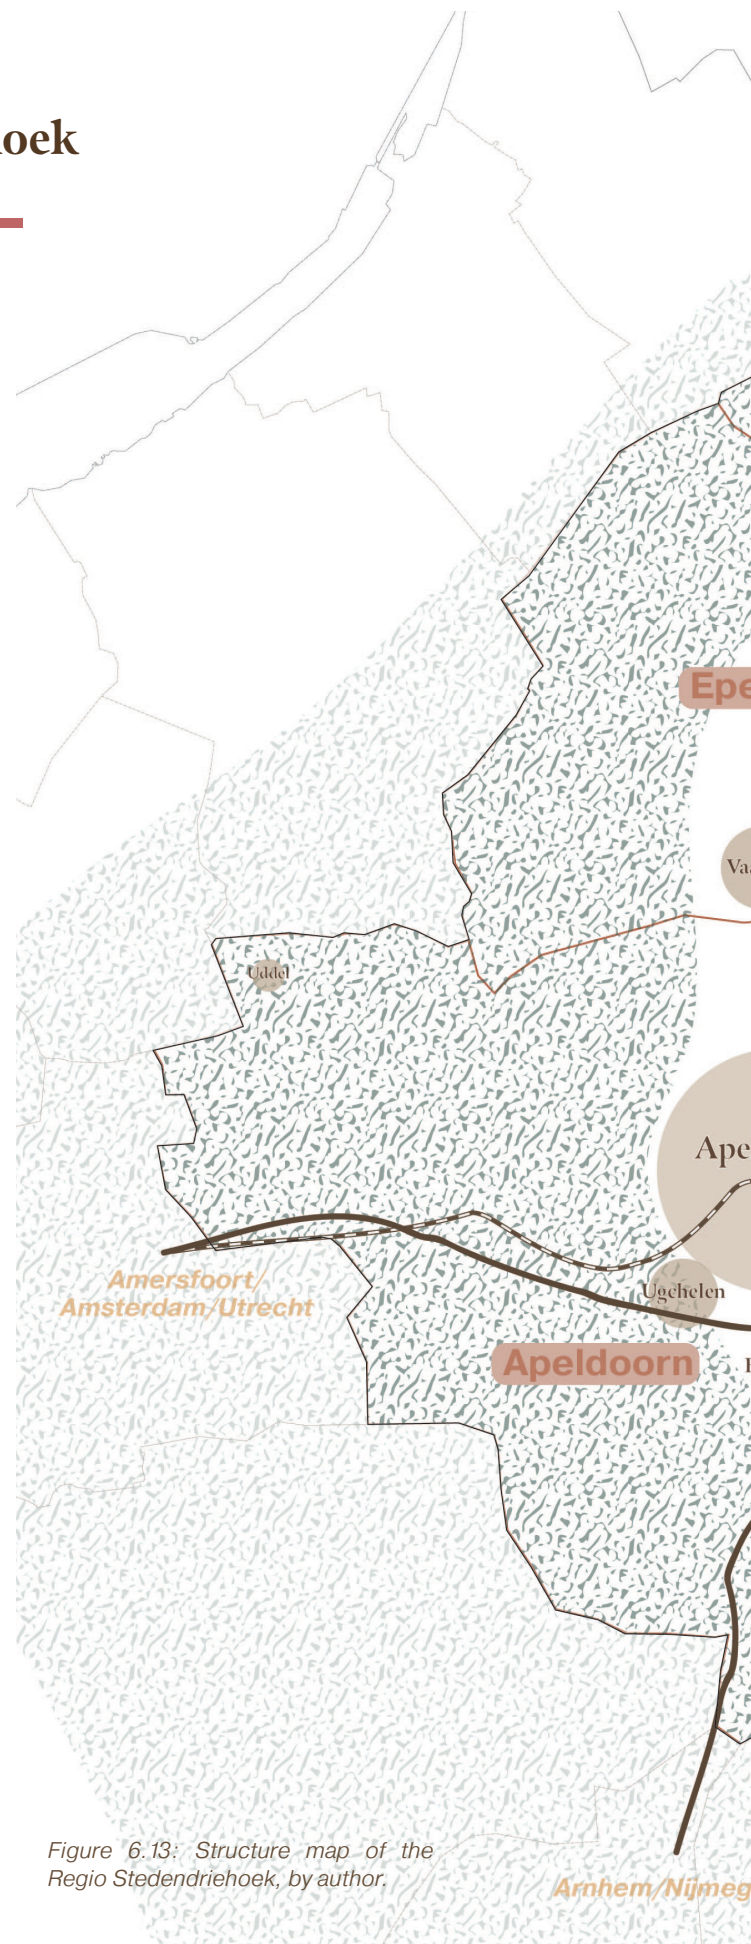 oek
Epe
Vaa
Uddel
Ape
Ugchelen
Amersfoort/
Amsterdam/Utrecht
Apeldoorn
Figure 6.13: Structure map of the
Regio Stedendriehoek, by author.
Arnhem/Nijmeg